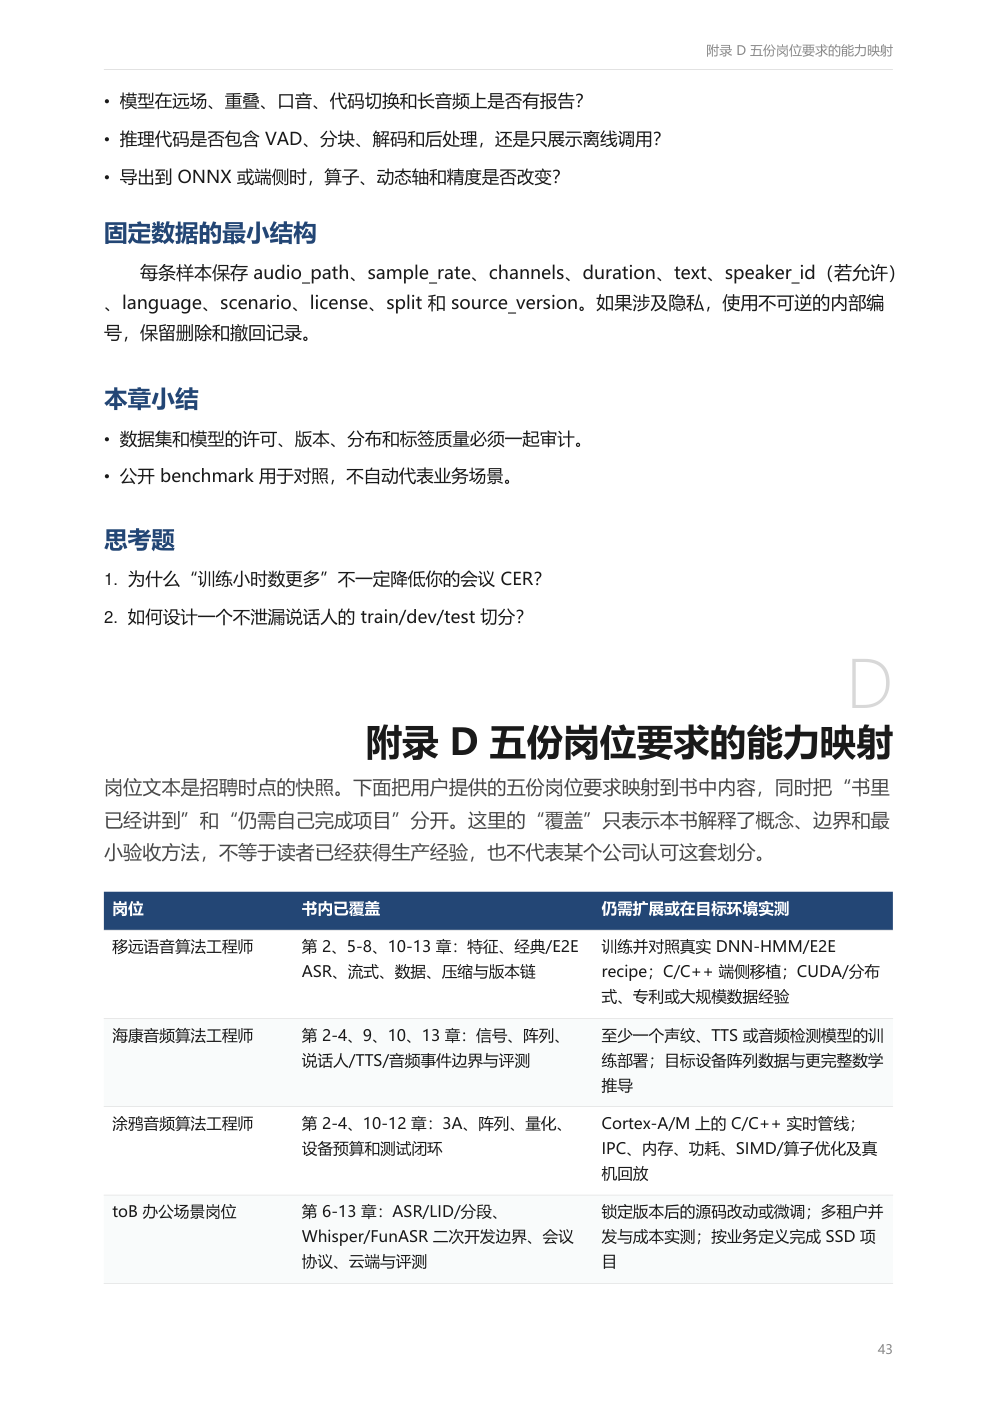 附录 D 五份岗位要求的能力映射
• 模型在远场、重叠、口音、代码切换和长音频上是否有报告？
• 推理代码是否包含 VAD、分块、解码和后处理，还是只展示离线调用？
• 导出到 ONNX 或端侧时，算子、动态轴和精度是否改变？
固定数据的最小结构
每条样本保存 audio_path、sample_rate、channels、duration、text、speaker_id（若允许）
、language、scenario、license、split 和 source_version。如果涉及隐私，使用不可逆的内部编
号，保留删除和撤回记录。
本章小结
• 数据集和模型的许可、版本、分布和标签质量必须一起审计。
• 公开 benchmark 用于对照，不自动代表业务场景。
思考题
1. 为什么“训练小时数更多”不一定降低你的会议 CER？
2. 如何设计一个不泄漏说话人的 train/dev/test 切分？
D
附录 D 五份岗位要求的能力映射
岗位文本是招聘时点的快照。下面把用户提供的五份岗位要求映射到书中内容，同时把“书里
已经讲到”和“仍需自己完成项目”分开。这里的“覆盖”只表示本书解释了概念、边界和最
小验收方法，不等于读者已经获得生产经验，也不代表某个公司认可这套划分。
岗位 书内已覆盖 仍需扩展或在目标环境实测
移远语音算法工程师
第 2、5-8、10-13 章：特征、经典/E2E
ASR、流式、数据、压缩与版本链
训练并对照真实 DNN-HMM/E2E
recipe；C/C++ 端侧移植；CUDA/分布
式、专利或大规模数据经验
海康音频算法工程师
第 2-4、9、10、13 章：信号、阵列、
说话人/TTS/音频事件边界与评测
至少一个声纹、TTS 或音频检测模型的训
练部署；目标设备阵列数据与更完整数学
推导
涂鸦音频算法工程师
第 2-4、10-12 章：3A、阵列、量化、
设备预算和测试闭环
Cortex-A/M 上的 C/C++ 实时管线；
IPC、内存、功耗、SIMD/算子优化及真
机回放
toB 办公场景岗位
第 6-13 章：ASR/LID/分段、
Whisper/FunASR 二次开发边界、会议
协议、云端与评测
锁定版本后的源码改动或微调；多租户并
发与成本实测；按业务定义完成 SSD 项
目
43